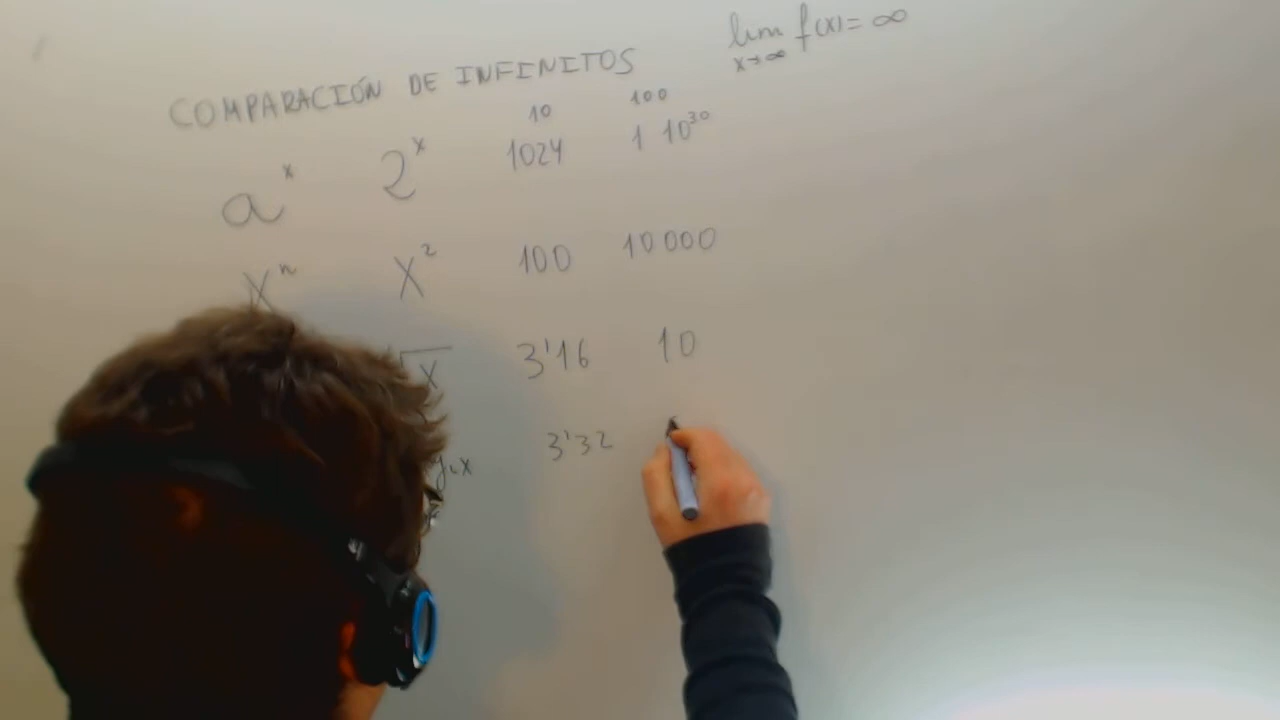 lim f(x) = ∞
x→∞
COMPARACIÓN DE INFINITOS
10 100
a^x 2^x 1024 1 10^30
x^n x^2 100 10000
√x 3'16 10
3'32